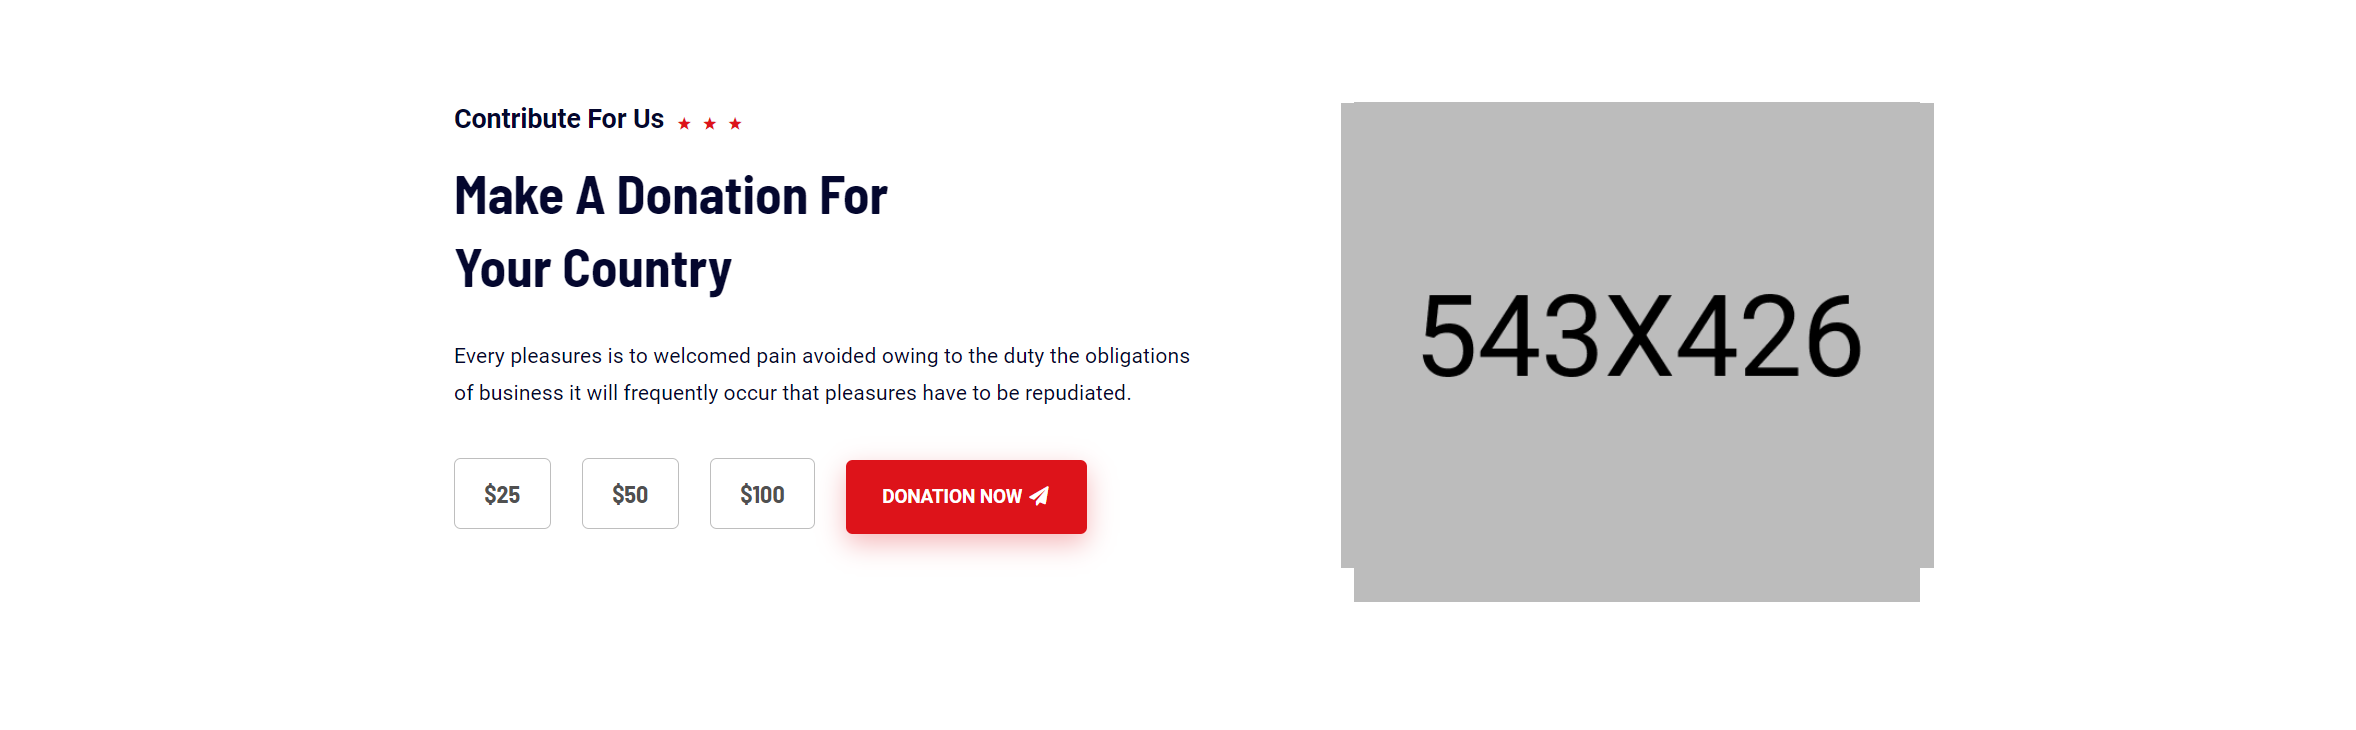 Contribute For Us ★ ★ ★
Make A Donation For
Your Country
Every pleasures is to welcomed pain avoided owing to the duty the obligations
of business it will frequently occur that pleasures have to be repudiated.
$25 $50 $100 DONATION NOW
543X426